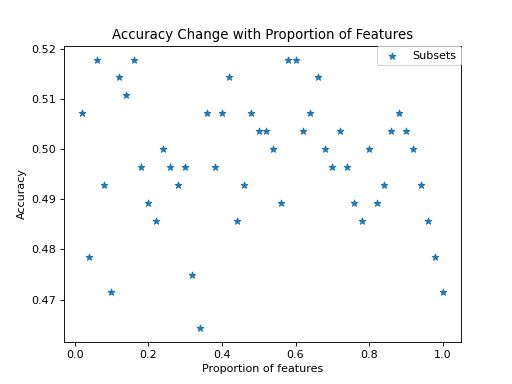 Accuracy Change with Proportion of Features
Subsets
0.52
0.51
0.50
0.49
0.48
0.47
Accuracy
0.0 0.2 0.4 0.6 0.8 1.0
Proportion of features